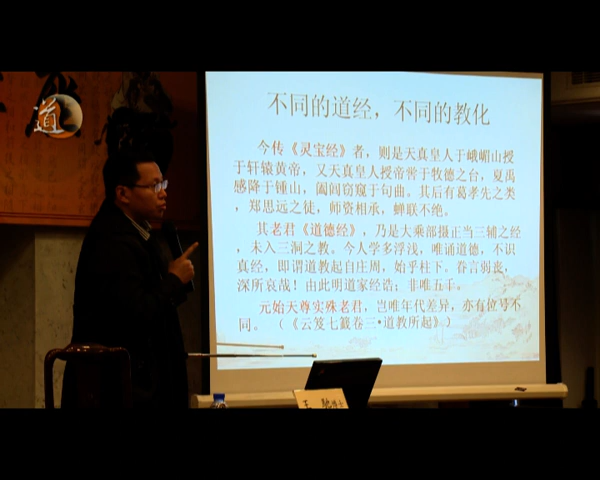 道
不同的道经，不同的教化
今传《灵宝经》者，则是天真皇人于峨嵋山授
于轩辕黄帝，又天真皇人授帝喾于牧德之台，夏禹
感降于锺山，阖闾窃窥于句曲。其后有葛孝先之类
，郑思远之徒，师资相承，蝉联不绝。
其老君《道德经》，乃是大乘部摄正当三辅之经
，未入三洞之教。今人学多浮浅，唯诵道德，不识
真经，即谓道教起自庄周，始乎柱下。眷言弱丧，
深所哀哉！由此明道家经诰；非唯五千。
元始天尊实殊老君，岂唯年代差异，亦有位号不
同。（《云笈七籖卷三•道教所起》）
王 驰博士